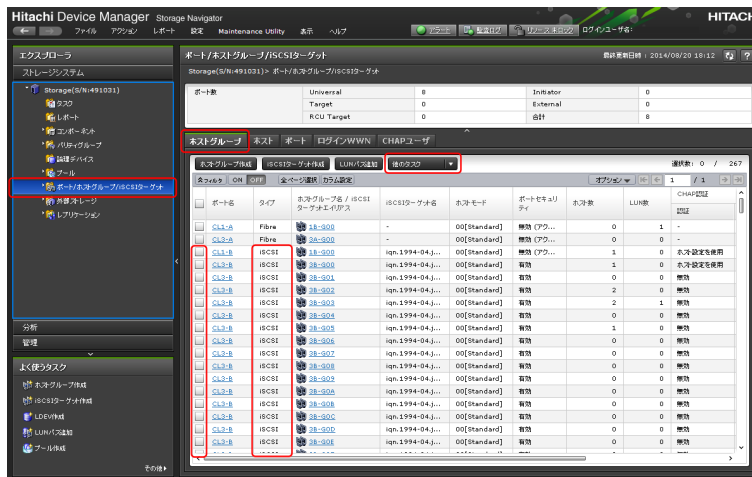 Hitachi Device Manager Storage Navigator
HITACH
ファイル アクション レポート 設定 Maintenance Utility 表示 ヘルプ アラート 監査ログ リソースロック ログインユーザ名:
エクスプローラ
ストレージシステム
Storage(S/N:491031)
タスク
レポート
コンポーネント
パリティグループ
論理デバイス
プール
ポート/ホストグループ/iSCSIターゲット
外部ストレージ
レプリケーション
分析
管理
よく使うタスク
ホストグループ作成
iSCSIターゲット作成
LDEV作成
LUNパス追加
プール作成
その他
ポート/ホストグループ/iSCSIターゲット
最終更新日時 : 2014/08/20 18:12
Storage(S/N:491031)> ポート/ホストグループ/iSCSIターゲット
ポート数 Universal 8 Initiator 0
Target 0 External 0
RCU Target 0 合計 8
ホストグループ ホスト ポート ログインWWN CHAPユーザ
ホストグループ作成 iSCSIターゲット作成 LUNパス追加 他のタスク 選択数: 0 / 267
フィルタ ON OFF 全ページ選択 カラム設定 オプション 1 / 1
ポート名 タイプ ホストグループ名 / iSCSIターゲットエイリアス iSCSIターゲット名 ホストモード ポートセキュリティ ホスト数 LUN数 CHAP認証
認証
CL1-A Fibre 1A-G00 - 00[Standard] 無効 (アク... 0 1 -
CL3-A Fibre 3A-G00 - 00[Standard] 無効 (アク... 0 0 -
CL1-B iSCSI 1B-G00 iqn.1994-04.j... 00[Standard] 無効 (アク... 1 0 ホスト設定を使用
CL3-B iSCSI 3B-G00 iqn.1994-04.j... 00[Standard] 有効 1 0 ホスト設定を使用
CL3-B iSCSI 3B-G01 iqn.1994-04.j... 00[Standard] 有効 0 0 無効
CL3-B iSCSI 3B-G02 iqn.1994-04.j... 00[Standard] 有効 2 0 無効
CL3-B iSCSI 3B-G03 iqn.1994-04.j... 00[Standard] 有効 2 1 無効
CL3-B iSCSI 3B-G04 iqn.1994-04.j... 00[Standard] 有効 0 0 無効
CL3-B iSCSI 3B-G05 iqn.1994-04.j... 00[Standard] 有効 1 0 無効
CL3-B iSCSI 3B-G06 iqn.1994-04.j... 00[Standard] 有効 0 0 無効
CL3-B iSCSI 3B-G07 iqn.1994-04.j... 00[Standard] 有効 0 0 無効
CL3-B iSCSI 3B-G08 iqn.1994-04.j... 00[Standard] 有効 0 0 無効
CL3-B iSCSI 3B-G09 iqn.1994-04.j... 00[Standard] 有効 0 0 無効
CL3-B iSCSI 3B-G0A iqn.1994-04.j... 00[Standard] 有効 0 0 無効
CL3-B iSCSI 3B-G0B iqn.1994-04.j... 00[Standard] 有効 0 0 無効
CL3-B iSCSI 3B-G0C iqn.1994-04.j... 00[Standard] 有効 0 0 無効
CL3-B iSCSI 3B-G0D iqn.1994-04.j... 00[Standard] 有効 0 0 無効
CL3-B iSCSI 3B-G0E iqn.1994-04.j... 00[Standard] 有効 0 0 無効